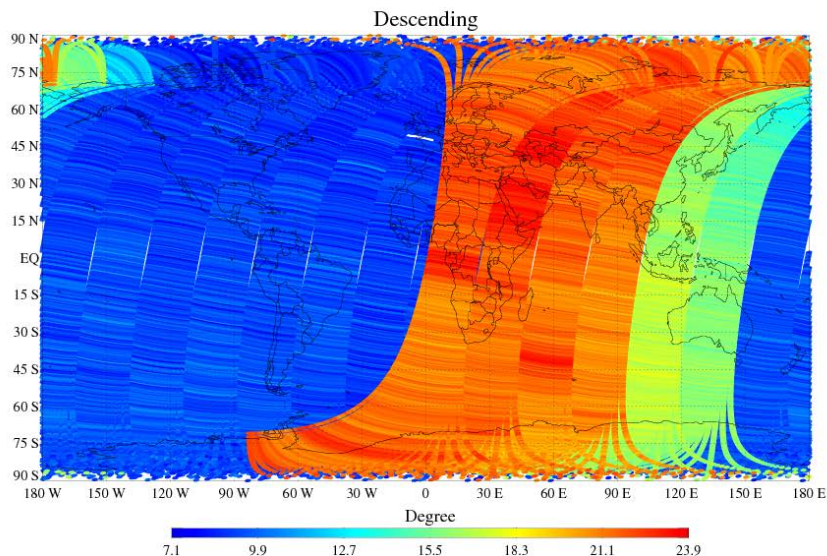 Descending
90 N
75 N
60 N
45 N
30 N
15 N
EQ
15 S
30 S
45 S
60 S
75 S
90 S
180 W 150 W 120 W 90 W 60 W 30 W 0 30 E 60 E 90 E 120 E 150 E 180 E
Degree
7.1 9.9 12.7 15.5 18.3 21.1 23.9